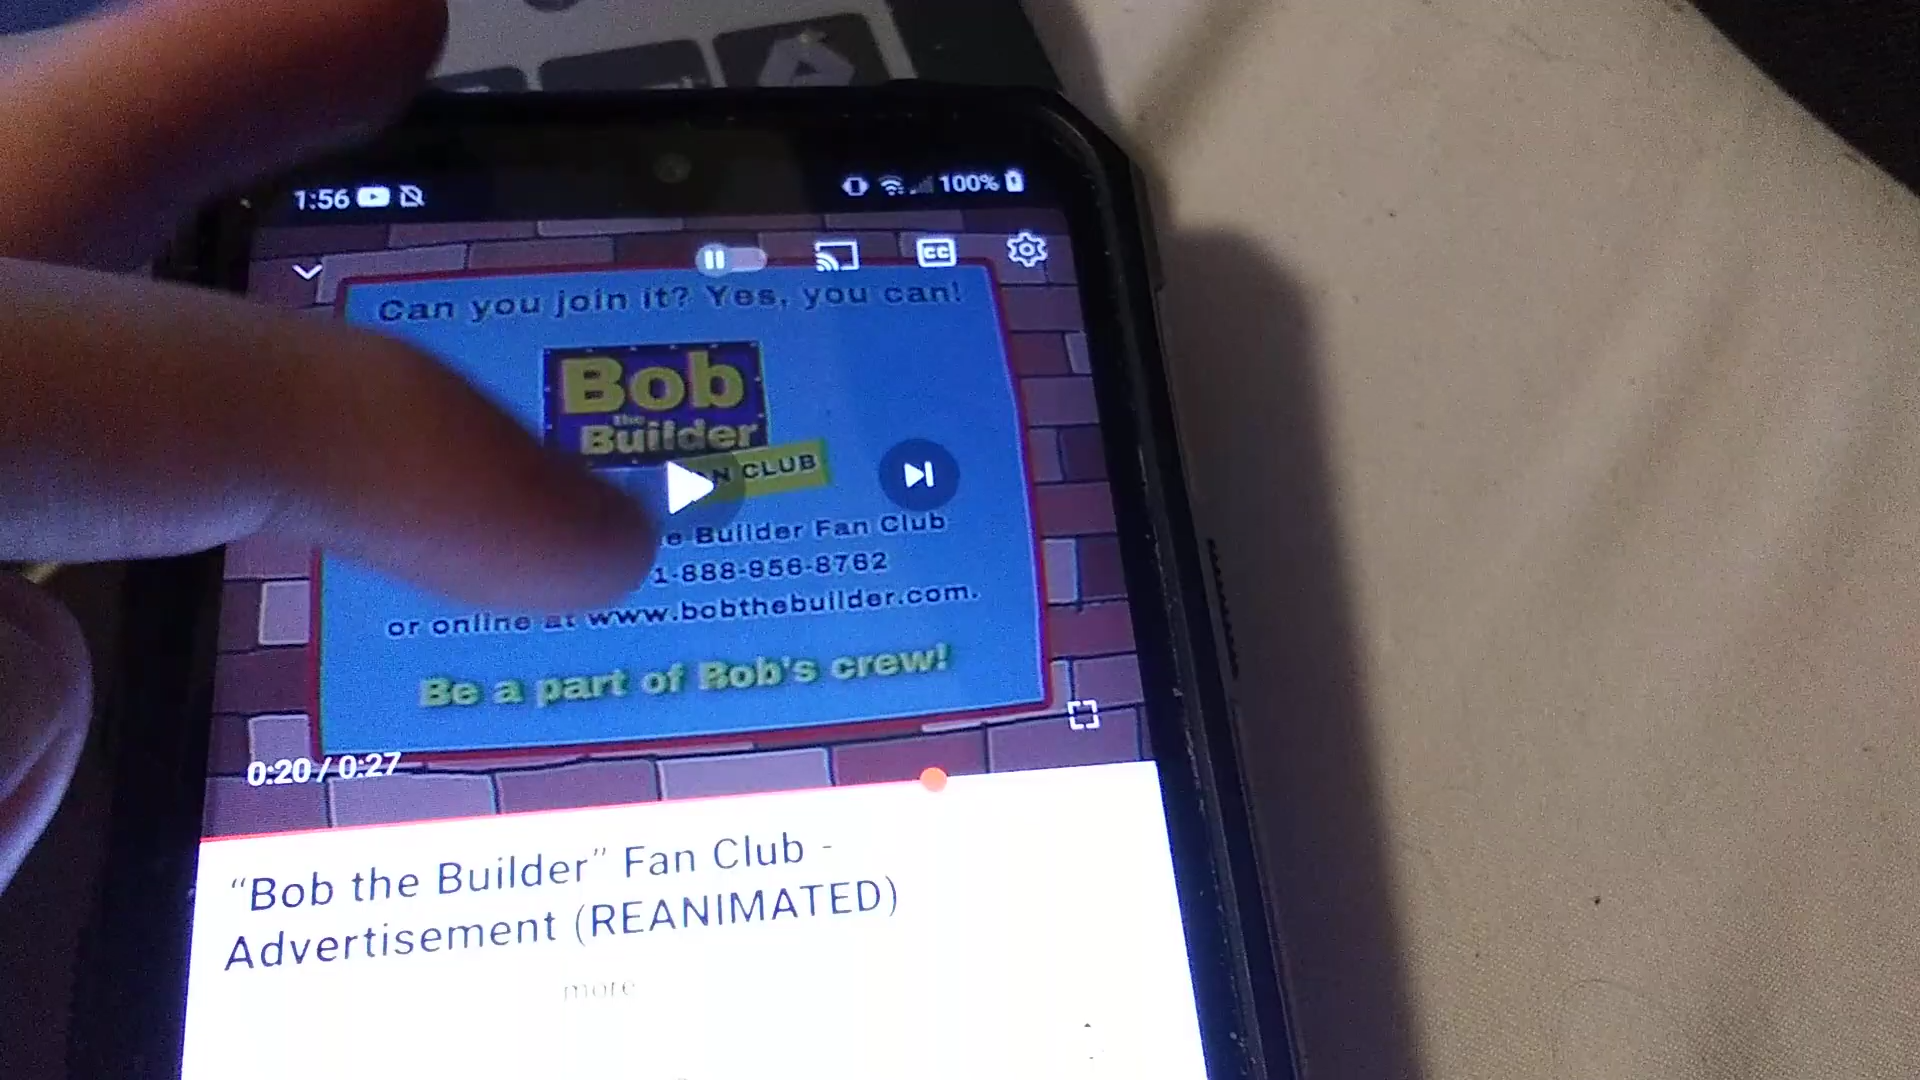 1:56
100%
CC
Can you join it? Yes, you can!
Bob
the
Builder
CLUB
Builder Fan Club
1-888-956-8762
or online at www.bobthebuilder.com.
Be a part of Bob's crew!
0:20 / 0:27
“Bob the Builder” Fan Club -
Advertisement (REANIMATED)
more